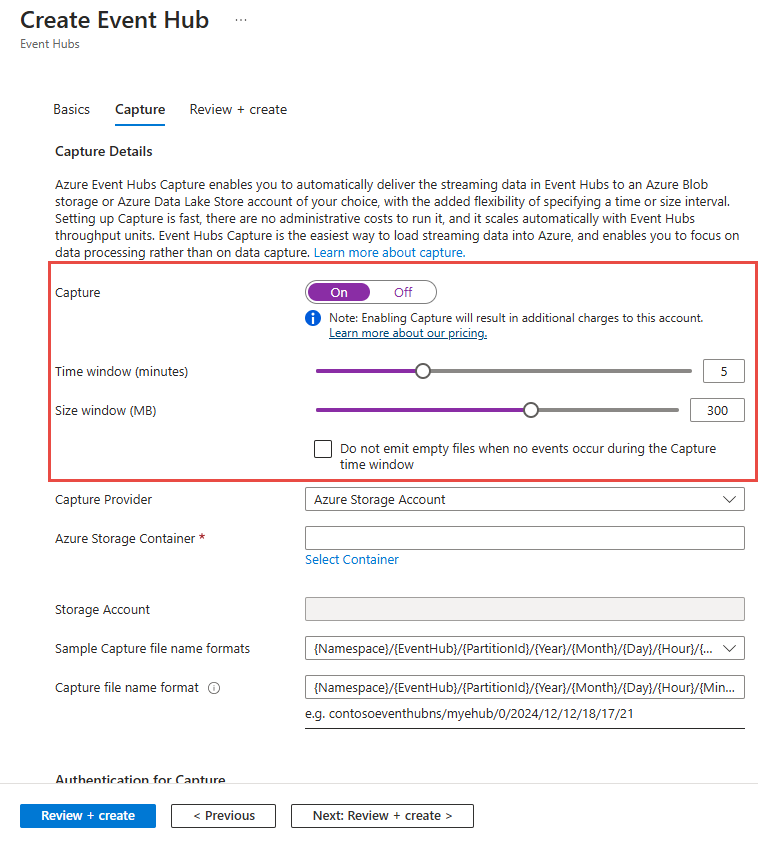 Create Event Hub ...
Event Hubs
Basics Capture Review + create
Capture Details
Azure Event Hubs Capture enables you to automatically deliver the streaming data in Event Hubs to an Azure Blob
storage or Azure Data Lake Store account of your choice, with the added flexibility of specifying a time or size interval.
Setting up Capture is fast, there are no administrative costs to run it, and it scales automatically with Event Hubs
throughput units. Event Hubs Capture is the easiest way to load streaming data into Azure, and enables you to focus on
data processing rather than on data capture. Learn more about capture.
Capture On Off
Note: Enabling Capture will result in additional charges to this account.
Learn more about our pricing.
Time window (minutes) 5
Size window (MB) 300
Do not emit empty files when no events occur during the Capture
time window
Capture Provider Azure Storage Account
Azure Storage Container *
Select Container
Storage Account
Sample Capture file name formats {Namespace}/{EventHub}/{PartitionId}/{Year}/{Month}/{Day}/{Hour}/{...
Capture file name format {Namespace}/{EventHub}/{PartitionId}/{Year}/{Month}/{Day}/{Hour}/{Min...
e.g. contosoeventhubns/myehub/0/2024/12/12/18/17/21
Authentication for Capture
Review + create < Previous Next: Review + create >